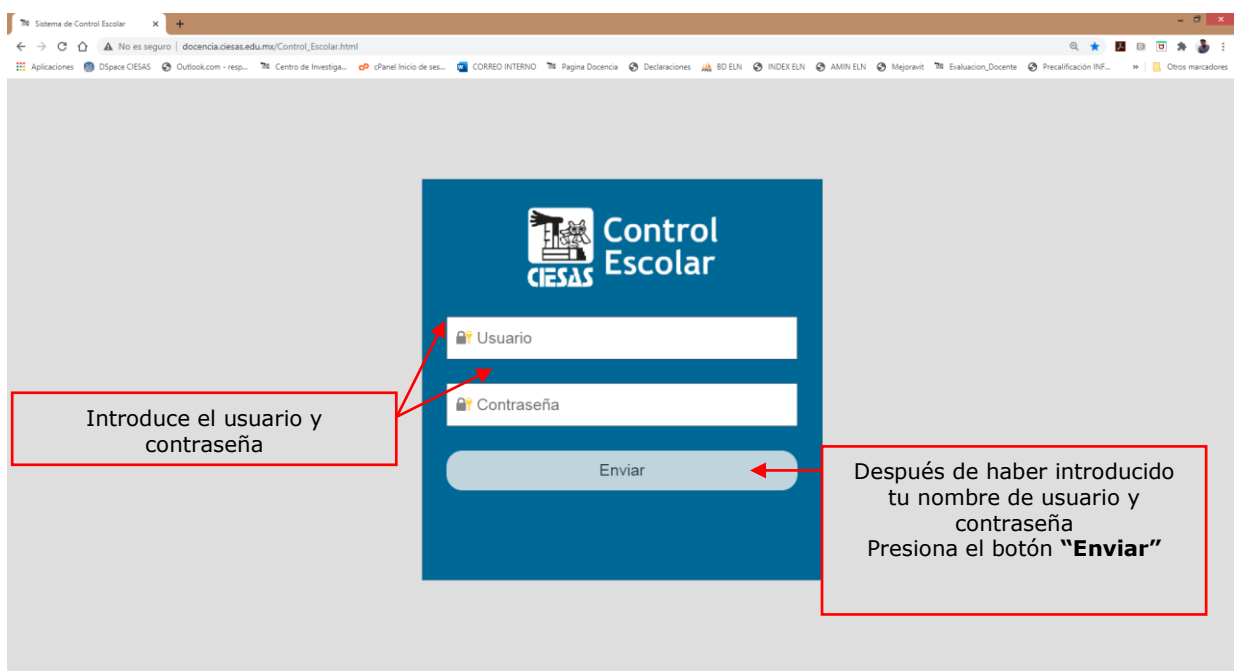 Sistema de Control Escolar
No es seguro | docencia.ciesas.edu.mx/Control_Escolar.html
Aplicaciones DSpace CIESAS Outlook.com - resp... Centro de Investiga... cPanel Inicio de ses... CORREO INTERNO Pagina Docencia Declaraciones BD ELN INDEX ELN AMIN ELN Mejoravit Evaluacion_Docente Precalificación INF... » Otros marcadores
CIESAS
Control
Escolar
Usuario
Contraseña
Enviar
Introduce el usuario y
contraseña
Después de haber introducido
tu nombre de usuario y
contraseña
Presiona el botón “Enviar”